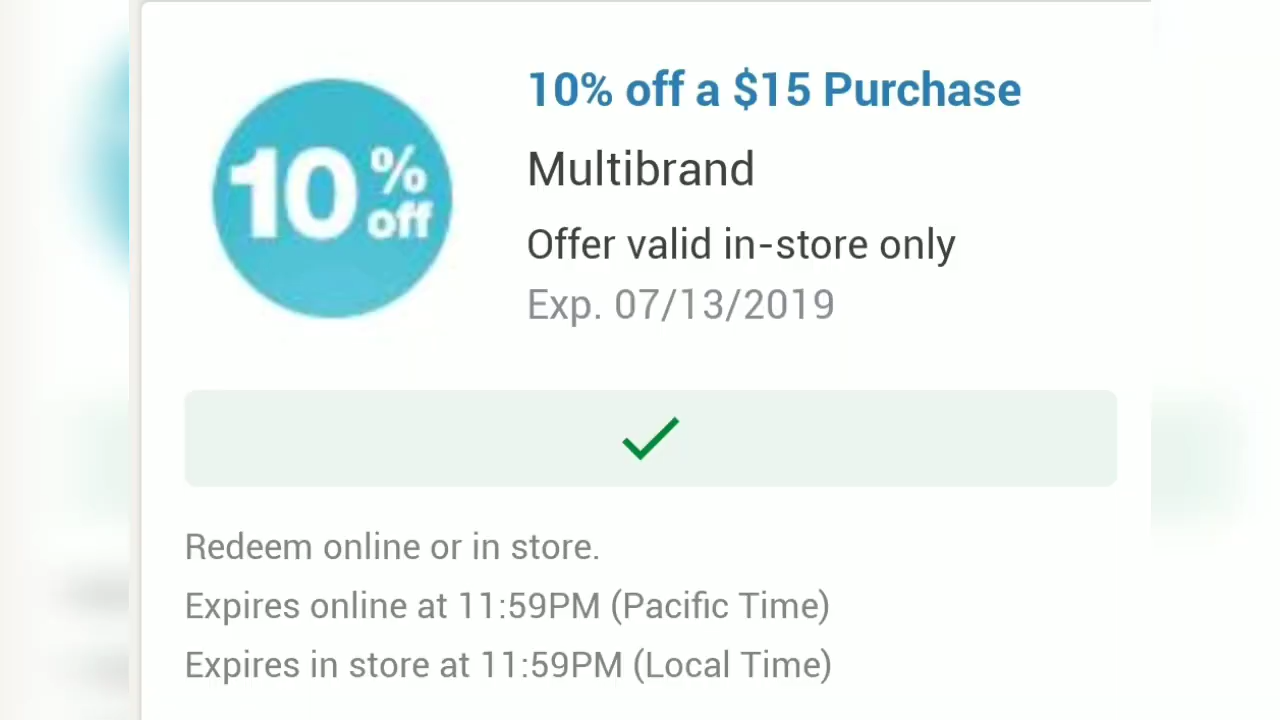 10% off
10% off a $15 Purchase
Multibrand
Offer valid in-store only
Exp. 07/13/2019
Redeem online or in store.
Expires online at 11:59PM (Pacific Time)
Expires in store at 11:59PM (Local Time)